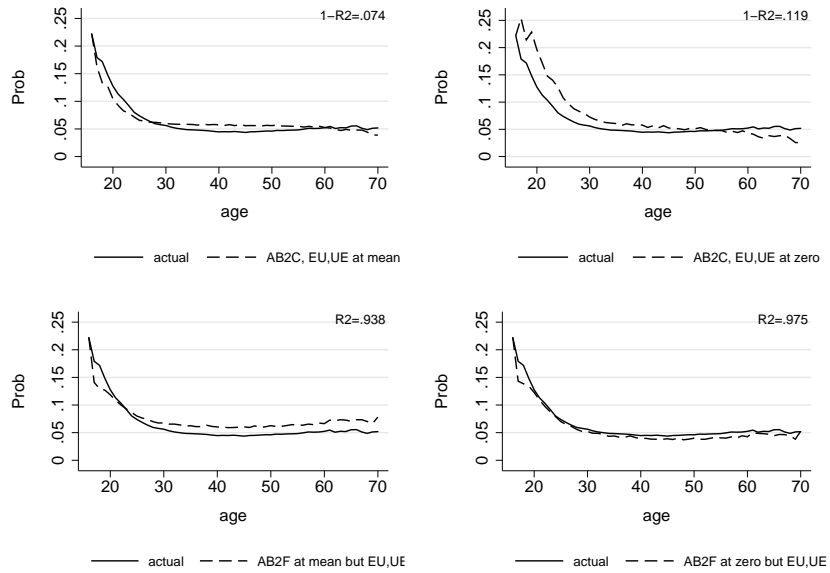 1−R2=.074
Prob
0 .05 .1 .15 .2 .25
20 30 40 50 60 70
age
actual AB2C, EU,UE at mean
1−R2=.119
Prob
0 .05 .1 .15 .2 .25
20 30 40 50 60 70
age
actual AB2C, EU,UE at zero
R2=.938
Prob
0 .05 .1 .15 .2 .25
20 30 40 50 60 70
age
actual AB2F at mean but EU,UE
R2=.975
Prob
0 .05 .1 .15 .2 .25
20 30 40 50 60 70
age
actual AB2F at zero but EU,UE